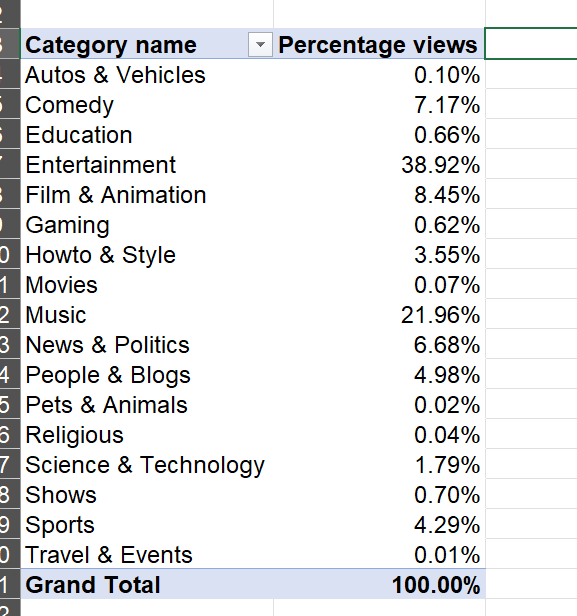 Category name Percentage views
Autos & Vehicles 0.10%
Comedy 7.17%
Education 0.66%
Entertainment 38.92%
Film & Animation 8.45%
Gaming 0.62%
Howto & Style 3.55%
Movies 0.07%
Music 21.96%
News & Politics 6.68%
People & Blogs 4.98%
Pets & Animals 0.02%
Religious 0.04%
Science & Technology 1.79%
Shows 0.70%
Sports 4.29%
Travel & Events 0.01%
Grand Total 100.00%